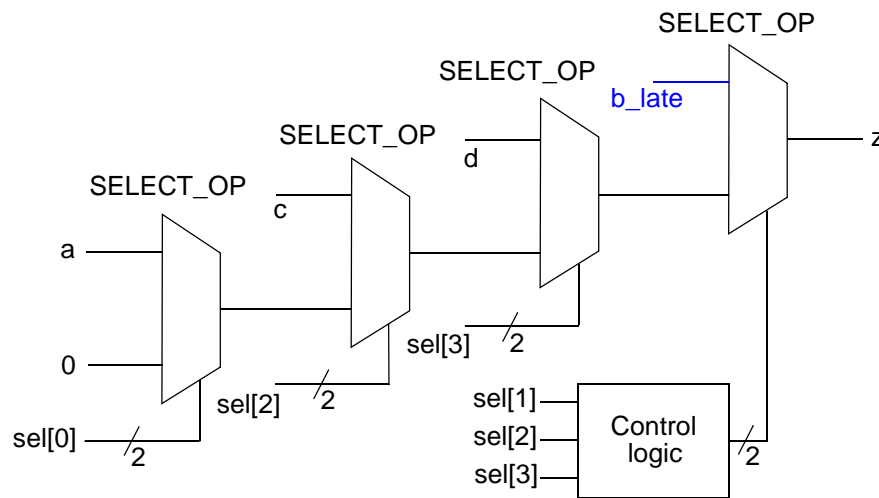 SELECT_OP
SELECT_OP
b_late
z
SELECT_OP
d
SELECT_OP
c
a
0
sel[3]
2
sel[2]
2
sel[0]
2
sel[1]
sel[2]
sel[3]
Control
logic
2